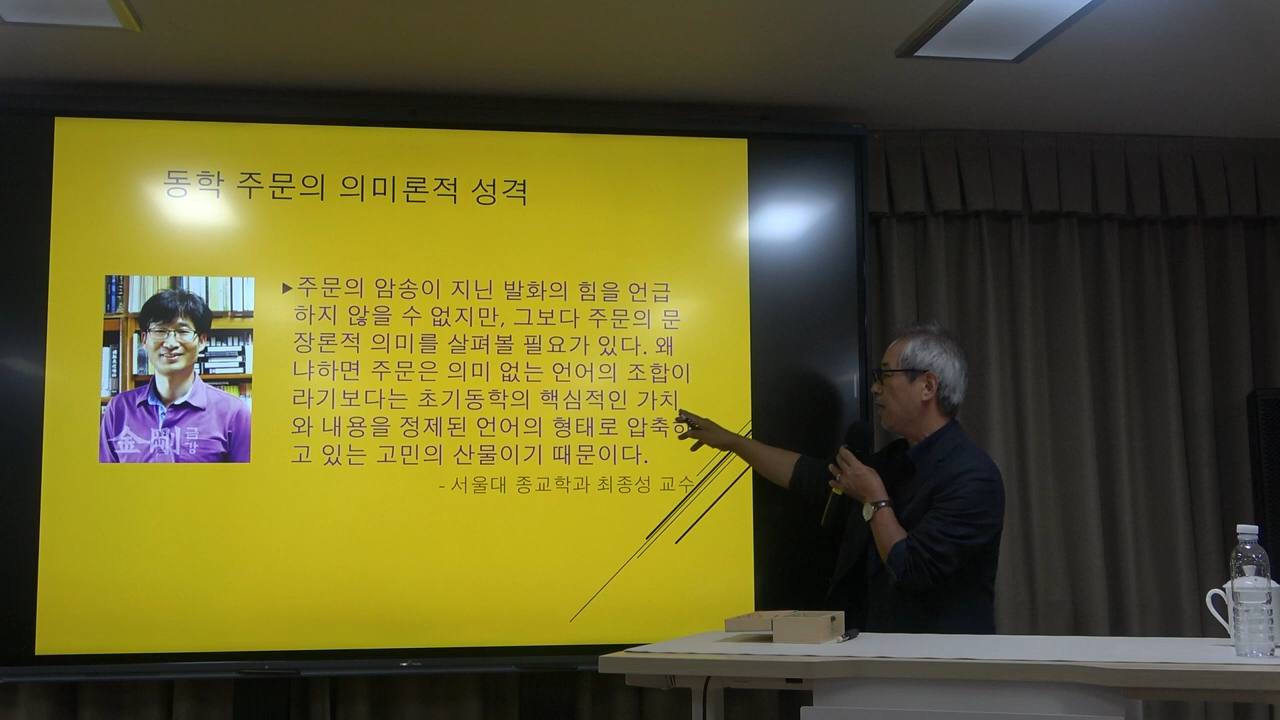 동학 주문의 의미론적 성격
▶주문의 암송이 지닌 발화의 힘을 언급
하지 않을 수 없지만, 그보다 주문의 문
장론적 의미를 살펴볼 필요가 있다. 왜
냐하면 주문은 의미 없는 언어의 조합이
라기보다는 초기동학의 핵심적인 가치
와 내용을 정제된 언어의 형태로 압축하
고 있는 고민의 산물이기 때문이다.
- 서울대 종교학과 최종성 교수
金剛
금강